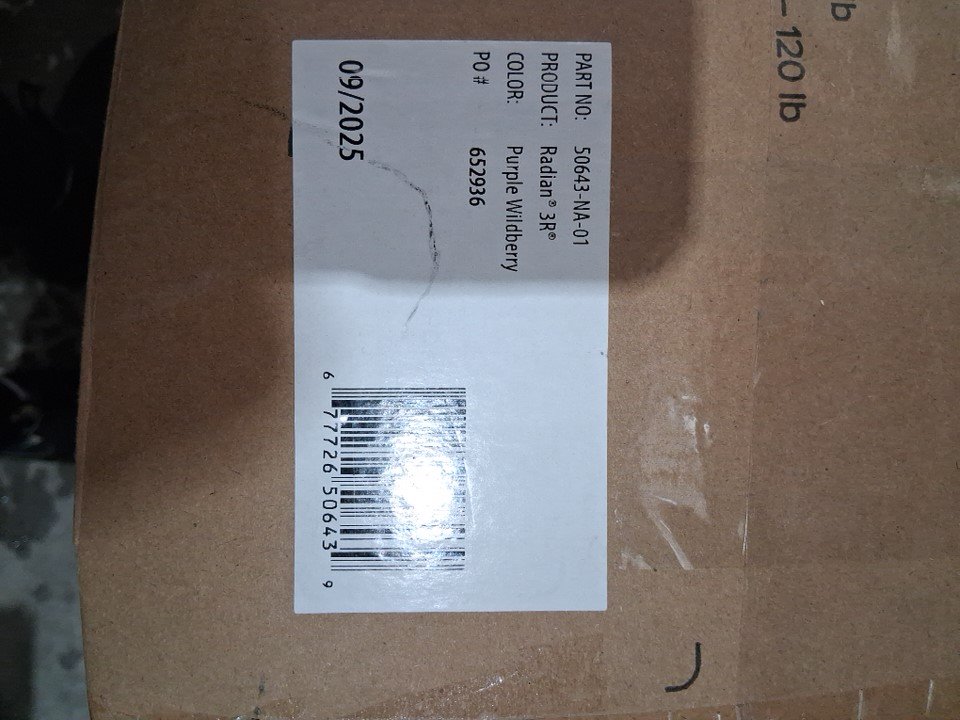 – 120 lb
PART NO: 50643-NA-01
PRODUCT: Radian® 3R®
COLOR: Purple Wildberry
PO # 652936
09/2025
6 77726 50643 9